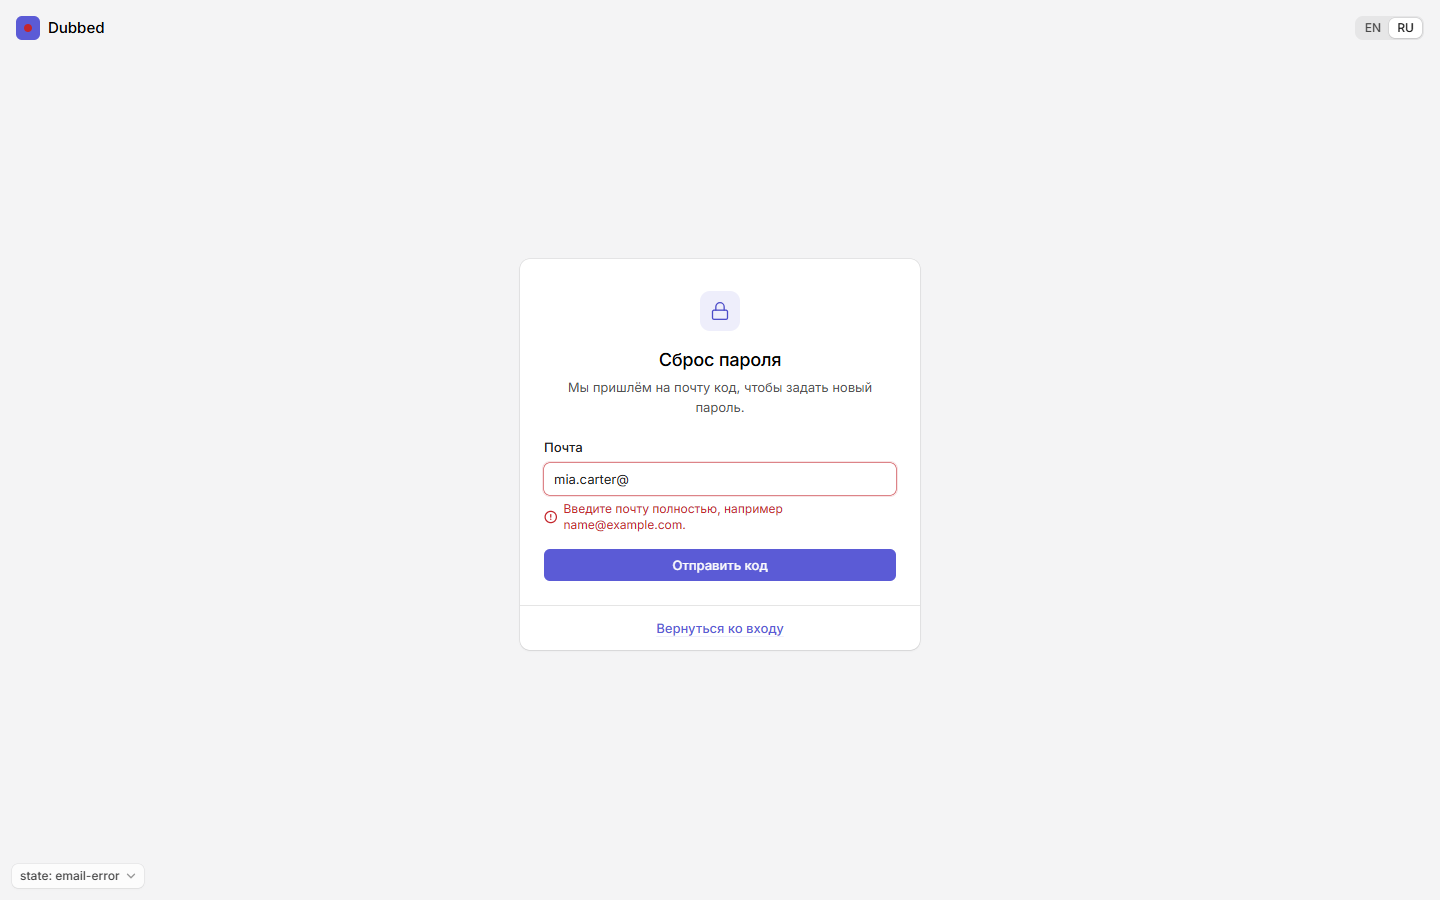 Dubbed
EN RU
Сброс пароля
Мы пришлём на почту код, чтобы задать новый
пароль.
Почта
mia.carter@
Введите почту полностью, например
name@example.com.
Отправить код
Вернуться ко входу
state: email-error